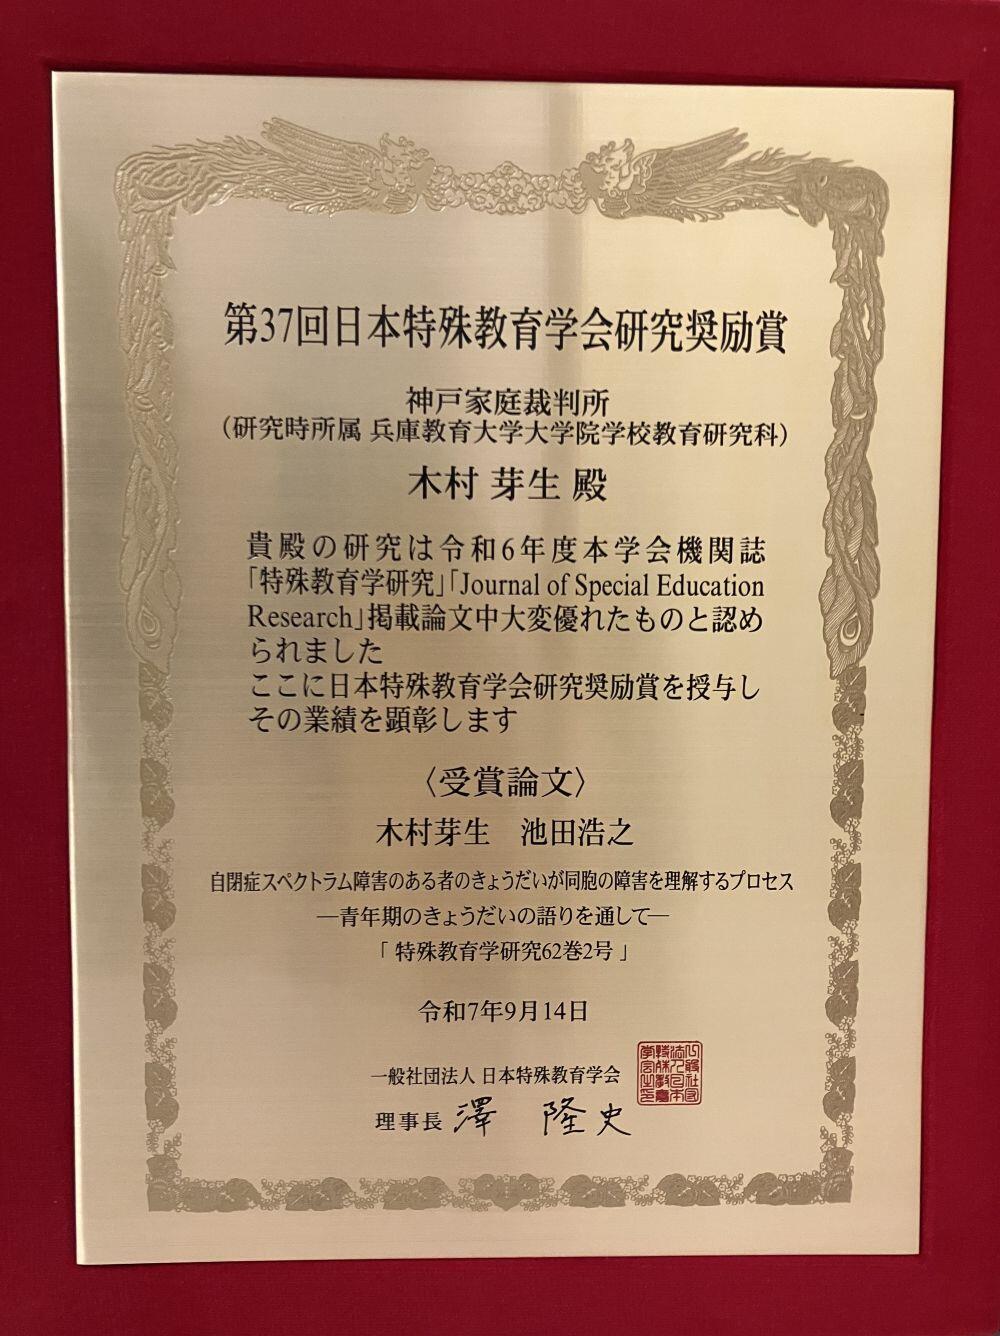 第37回日本特殊教育学会研究奨励賞
神戸家庭裁判所
(研究時所属 兵庫教育大学大学院学校教育研究科)
木村 芽生 殿
貴殿の研究は令和6年度本学会機関誌
「特殊教育学研究」「Journal of Special Education
Research」掲載論文中大変優れたものと認め
られました
ここに日本特殊教育学会研究奨励賞を授与し
その業績を顕彰します
〈受賞論文〉
木村芽生 池田浩之
自閉症スペクトラム障害のある者のきょうだいが同胞の障害を理解するプロセス
―青年期のきょうだいの語りを通して―
「 特殊教育学研究62巻2号 」
令和7年9月14日
一般社団法人 日本特殊教育学会
理事長 澤 隆史